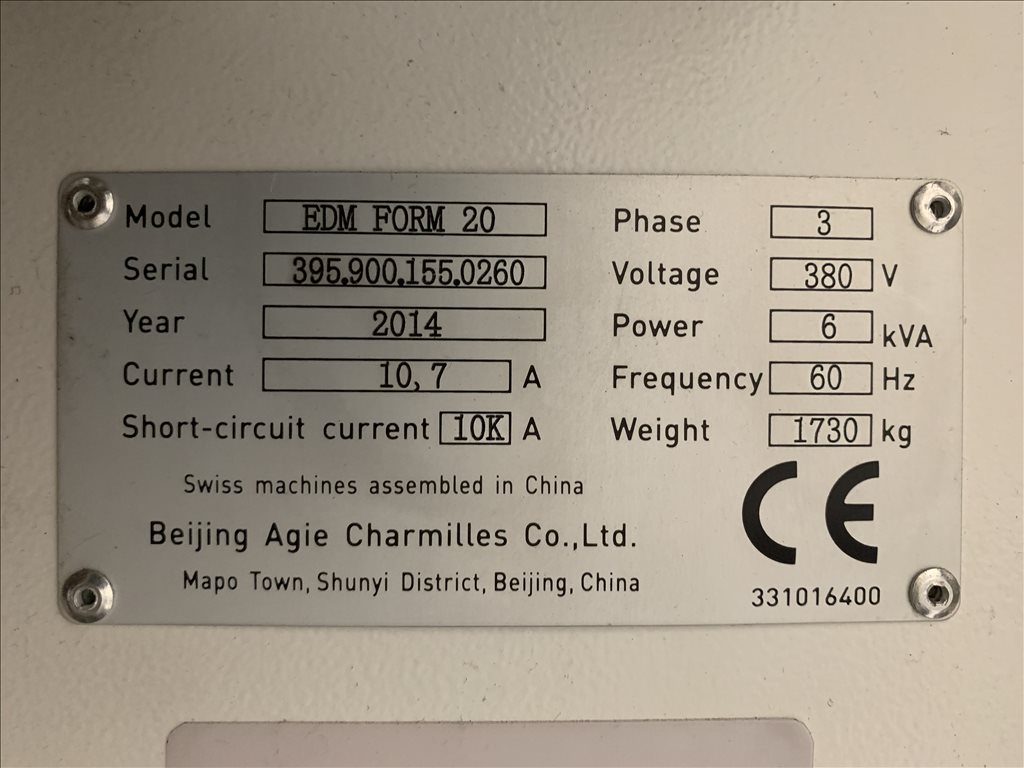 Model EDM FORM 20
Serial 395.900.155.0260
Year 2014
Current 10,7 A
Short-circuit current 10K A
Phase 3
Voltage 380 V
Power 6 kVA
Frequency 60 Hz
Weight 1730 kg
Swiss machines assembled in China
Beijing Agie Charmilles Co.,Ltd.
Mapo Town, Shunyi District, Beijing, China
CE
331016400